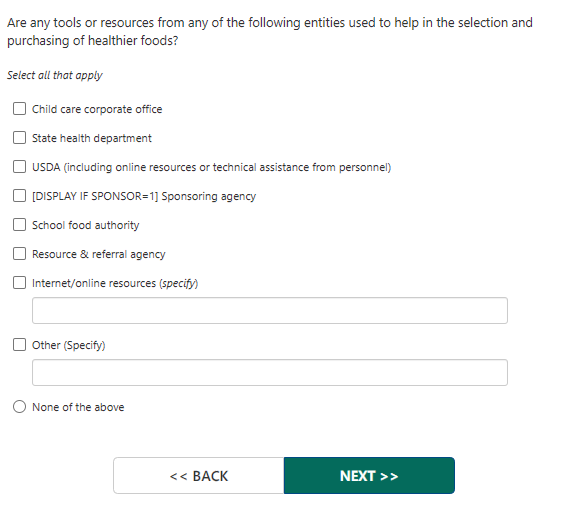 Are any tools or resources from any of the following entities used to help in the selection and
purchasing of healthier foods?
Select all that apply
Child care corporate office
State health department
USDA (including online resources or technical assistance from personnel)
[DISPLAY IF SPONSOR=1] Sponsoring agency
School food authority
Resource & referral agency
Internet/online resources (specify)
Other (Specify)
None of the above
<< BACK
NEXT >>